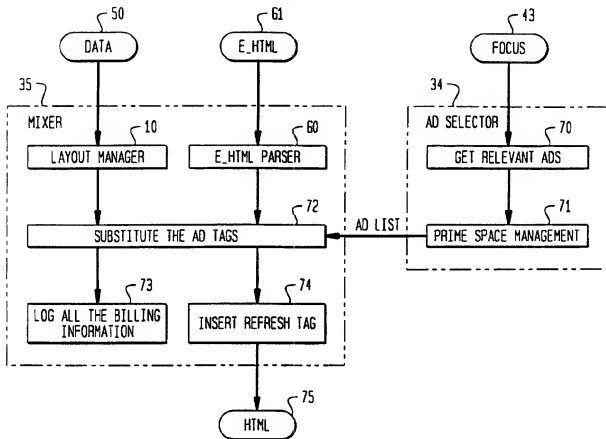 50
61
43
DATA
E_HTML
FOCUS
35
34
MIXER
10
60
AD SELECTOR
70
LAYOUT MANAGER
E_HTML PARSER
GET RELEVANT ADS
72
71
SUBSTITUTE THE AD TAGS
AD LIST
PRIME SPACE MANAGEMENT
73
74
LOG ALL THE BILLING
INFORMATION
INSERT REFRESH TAG
75
HTML